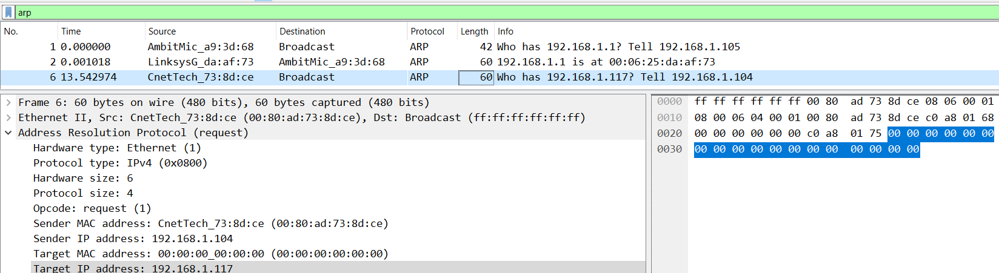 arp
No. Time Source Destination Protocol Length Info
1 0.000000 AmbitMic_a9:3d:68 Broadcast ARP 42 Who has 192.168.1.1? Tell 192.168.1.105
2 0.001018 LinksysG_da:af:73 AmbitMic_a9:3d:68 ARP 60 192.168.1.1 is at 00:06:25:da:af:73
6 13.542974 CnetTech_73:8d:ce Broadcast ARP 60 Who has 192.168.1.117? Tell 192.168.1.104
Frame 6: 60 bytes on wire (480 bits), 60 bytes captured (480 bits)
Ethernet II, Src: CnetTech_73:8d:ce (00:80:ad:73:8d:ce), Dst: Broadcast (ff:ff:ff:ff:ff:ff)
Address Resolution Protocol (request)
Hardware type: Ethernet (1)
Protocol type: IPv4 (0x0800)
Hardware size: 6
Protocol size: 4
Opcode: request (1)
Sender MAC address: CnetTech_73:8d:ce (00:80:ad:73:8d:ce)
Sender IP address: 192.168.1.104
Target MAC address: 00:00:00_00:00:00 (00:00:00:00:00:00)
Target IP address: 192.168.1.117
0000 ff ff ff ff ff ff 00 80 ad 73 8d ce 08 06 00 01
0010 08 00 06 04 00 01 00 80 ad 73 8d ce c0 a8 01 68
0020 00 00 00 00 00 00 c0 a8 01 75 00 00 00 00 00 00
0030 00 00 00 00 00 00 00 00 00 00 00 00